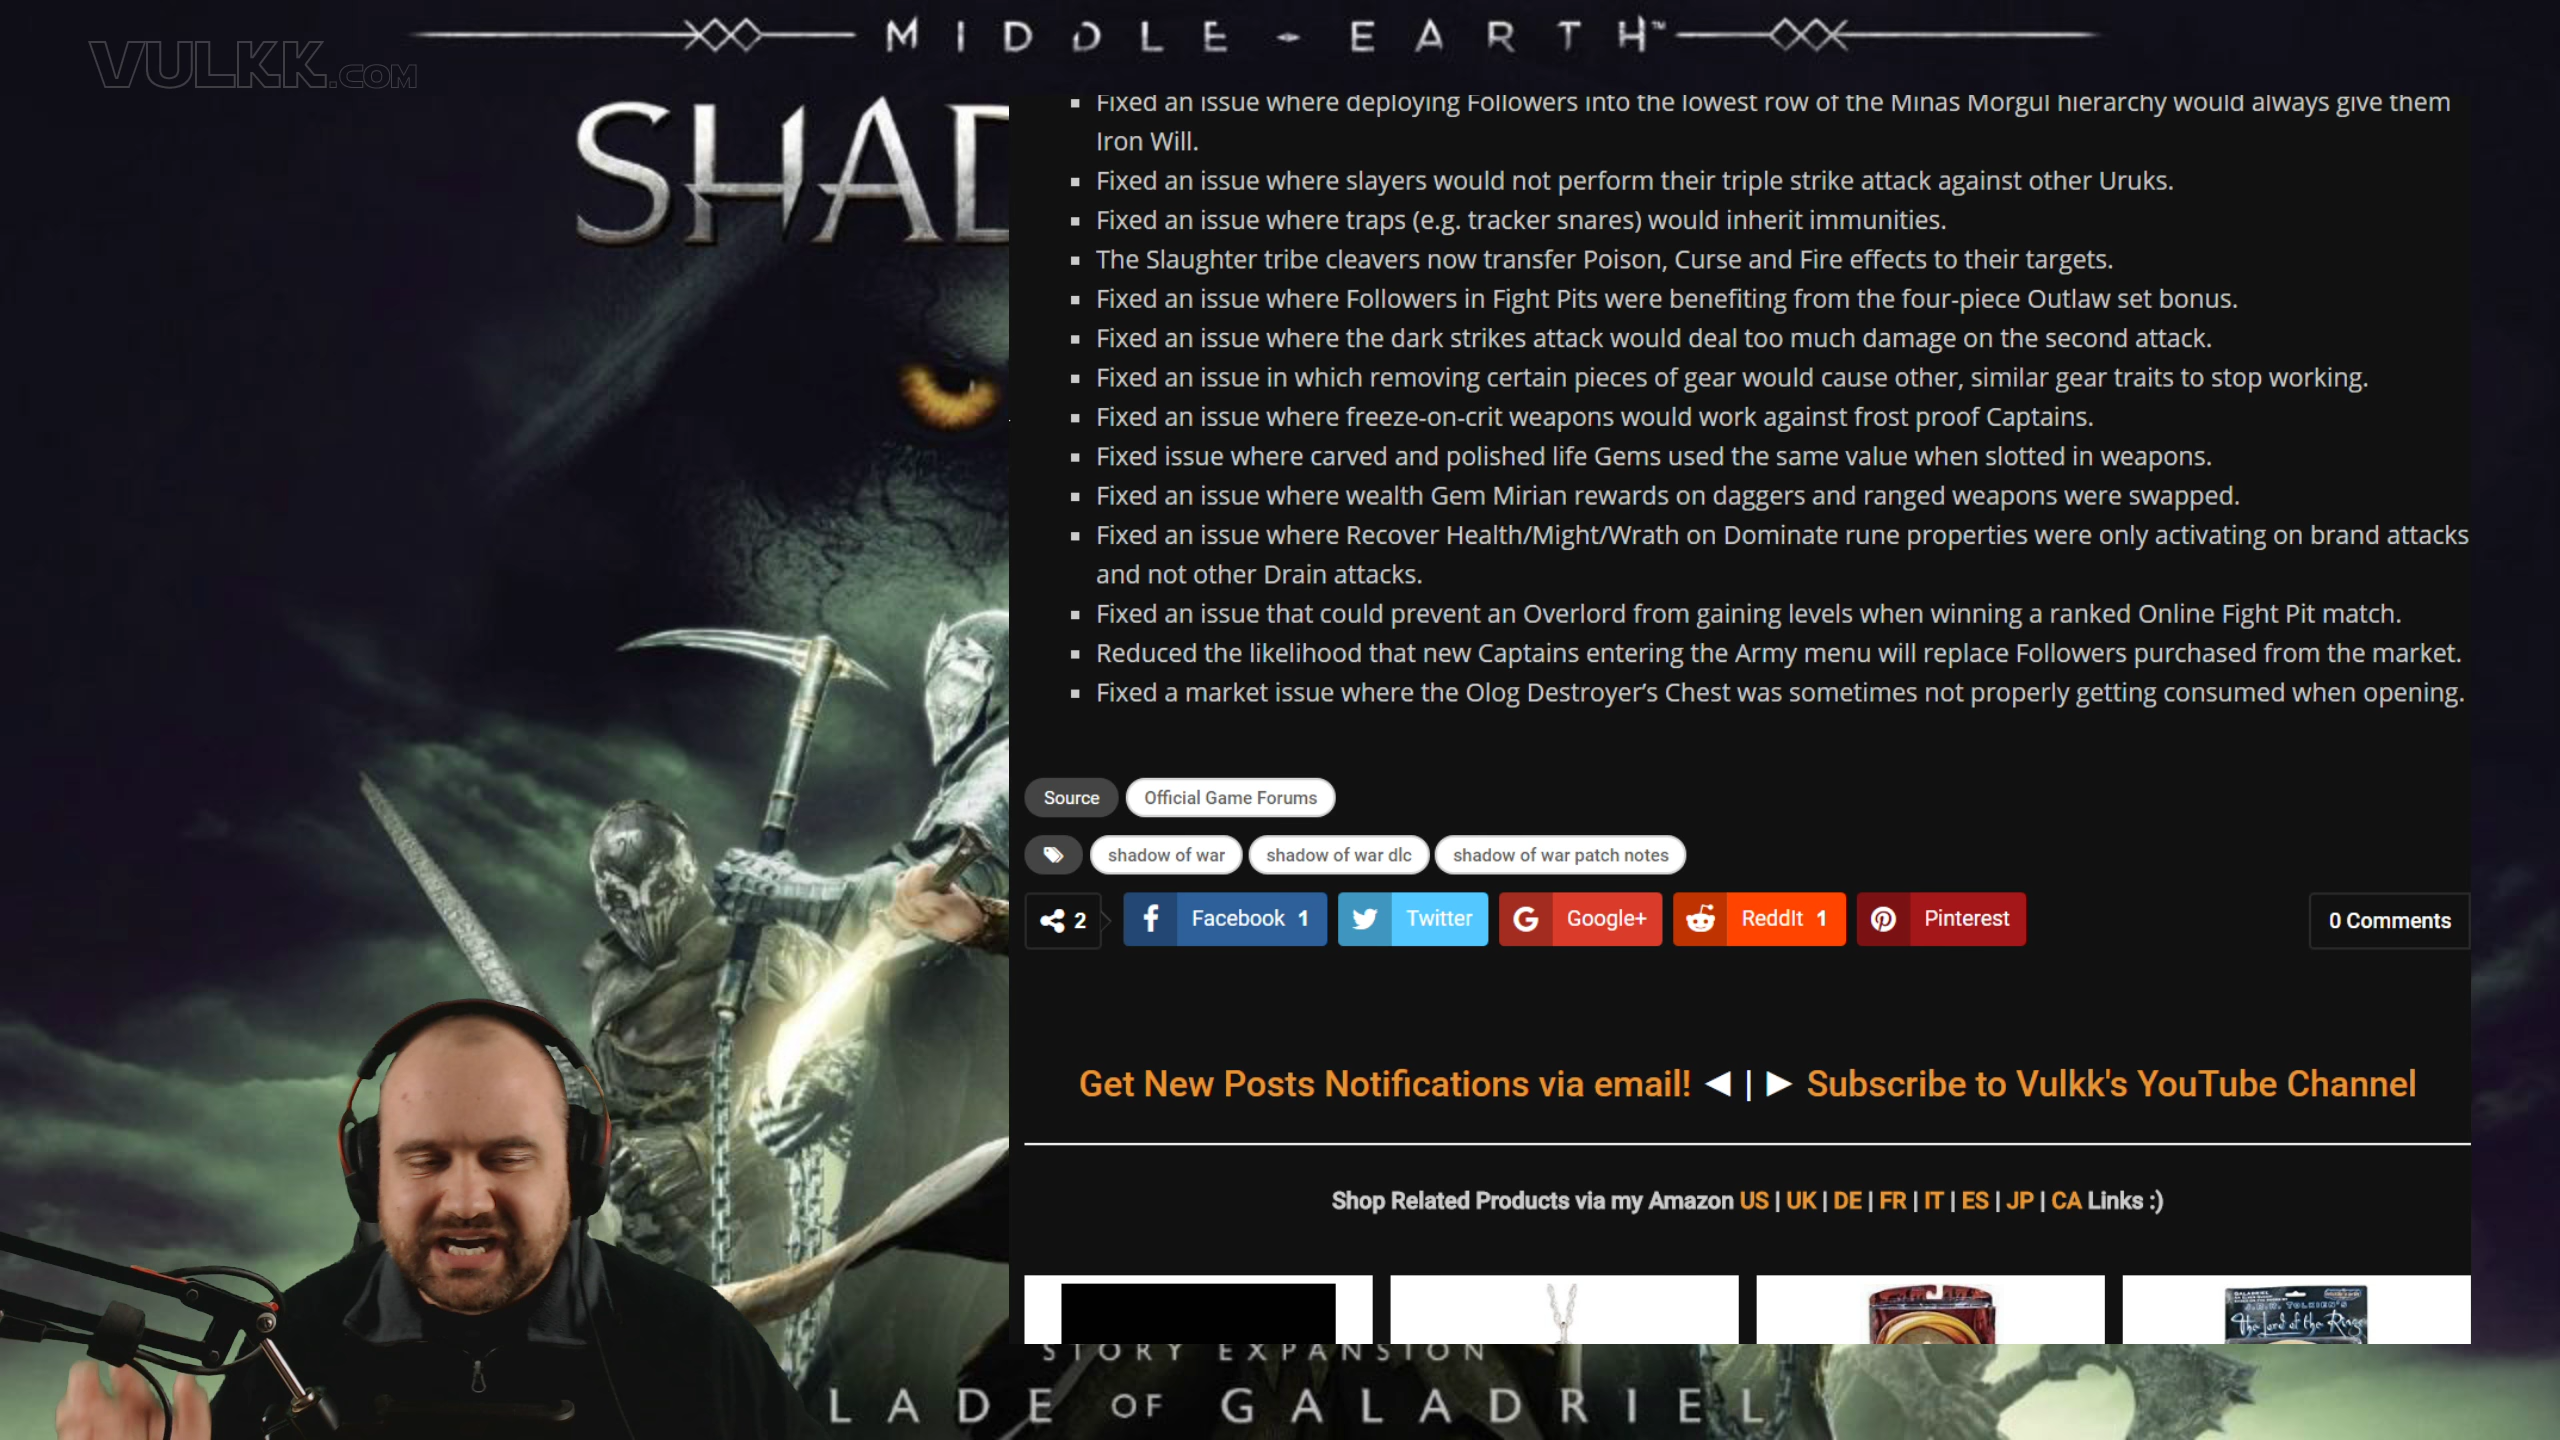 MIDDLE-EARTH™
VULKK.COM
SHAD
Fixed an issue where deploying Followers into the lowest row of the Minas Morgul hierarchy would always give them
Iron Will.
Fixed an issue where slayers would not perform their triple strike attack against other Uruks.
Fixed an issue where traps (e.g. tracker snares) would inherit immunities.
The Slaughter tribe cleavers now transfer Poison, Curse and Fire effects to their targets.
Fixed an issue where Followers in Fight Pits were benefiting from the four-piece Outlaw set bonus.
Fixed an issue where the dark strikes attack would deal too much damage on the second attack.
Fixed an issue in which removing certain pieces of gear would cause other, similar gear traits to stop working.
Fixed an issue where freeze-on-crit weapons would work against frost proof Captains.
Fixed issue where carved and polished life Gems used the same value when slotted in weapons.
Fixed an issue where wealth Gem Mirian rewards on daggers and ranged weapons were swapped.
Fixed an issue where Recover Health/Might/Wrath on Dominate rune properties were only activating on brand attacks
and not other Drain attacks.
Fixed an issue that could prevent an Overlord from gaining levels when winning a ranked Online Fight Pit match.
Reduced the likelihood that new Captains entering the Army menu will replace Followers purchased from the market.
Fixed a market issue where the Olog Destroyer's Chest was sometimes not properly getting consumed when opening.
Source Official Game Forums
shadow of war shadow of war dlc shadow of war patch notes
2 Facebook 1 Twitter Google+ ReddIt 1 Pinterest 0 Comments
Get New Posts Notifications via email! ◀ | ▶ Subscribe to Vulkk's YouTube Channel
Shop Related Products via my Amazon US | UK | DE | FR | IT | ES | JP | CA Links :)
GALADRIEL
J.R.R. TOLKIEN'S
The Lord of the Rings
STORY EXPANSION
LADE OF GALADRIEL